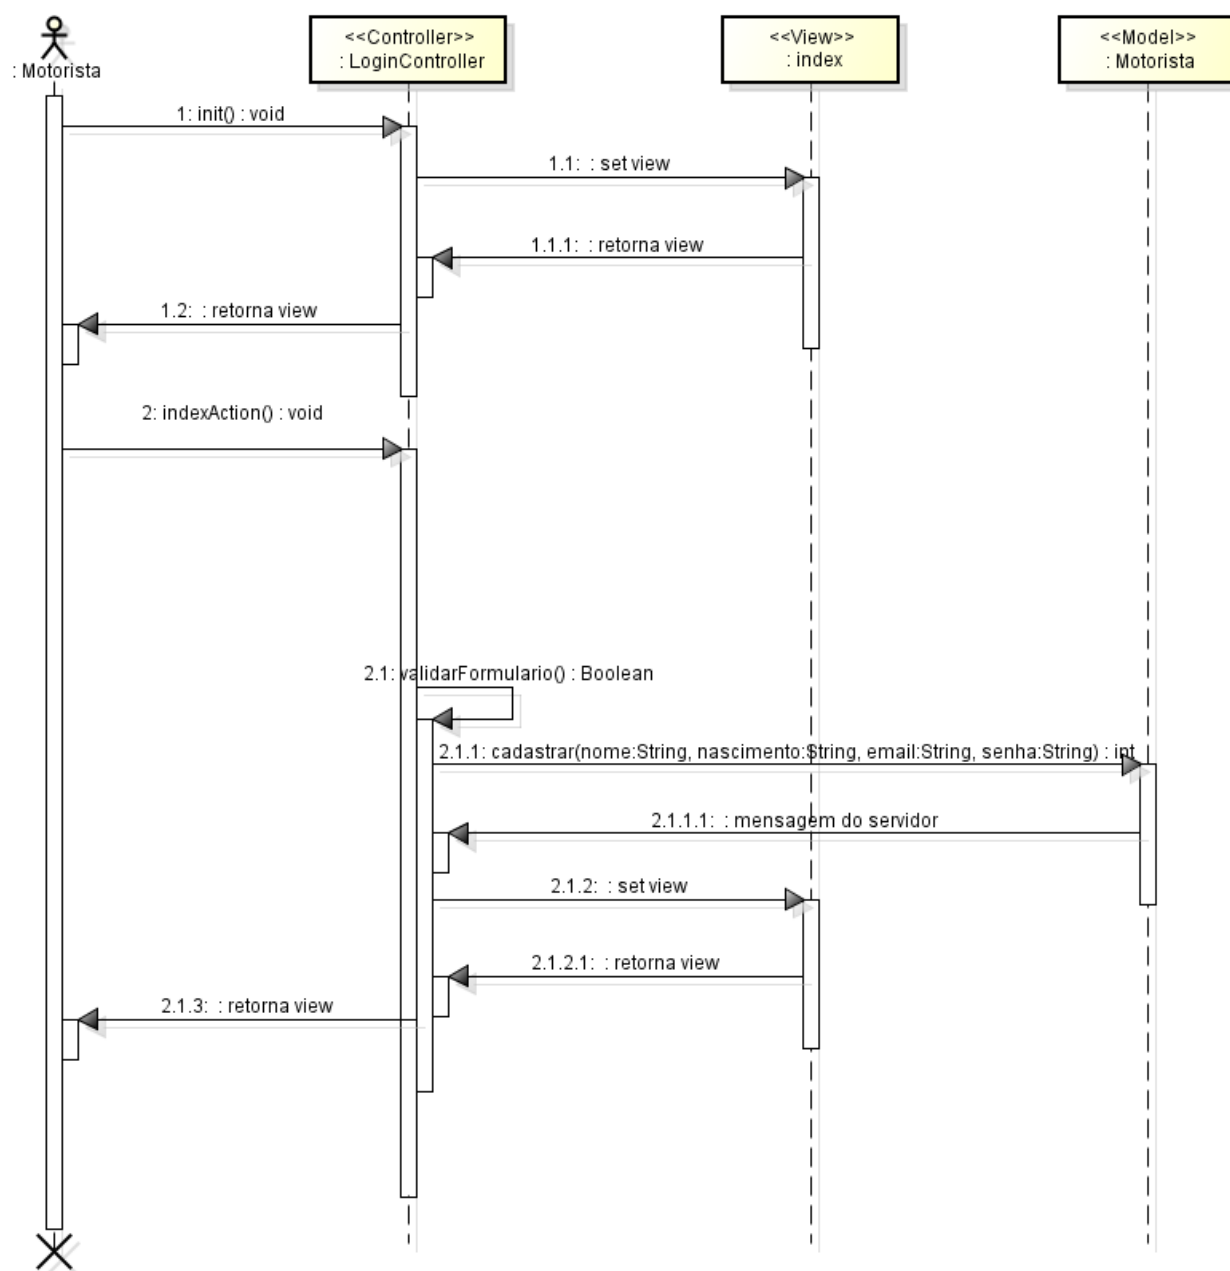 : Motorista
<<Controller>>
: LoginController
<<View>>
: index
<<Model>>
: Motorista
1: init() : void
1.1:  : set view
1.1.1:  : retorna view
1.2:  : retorna view
2: indexAction() : void
2.1: validarFormulario() : Boolean
2.1.1: cadastrar(nome:String, nascimento:String, email:String, senha:String) : int
2.1.1.1:  : mensagem do servidor
2.1.2:  : set view
2.1.2.1:  : retorna view
2.1.3:  : retorna view